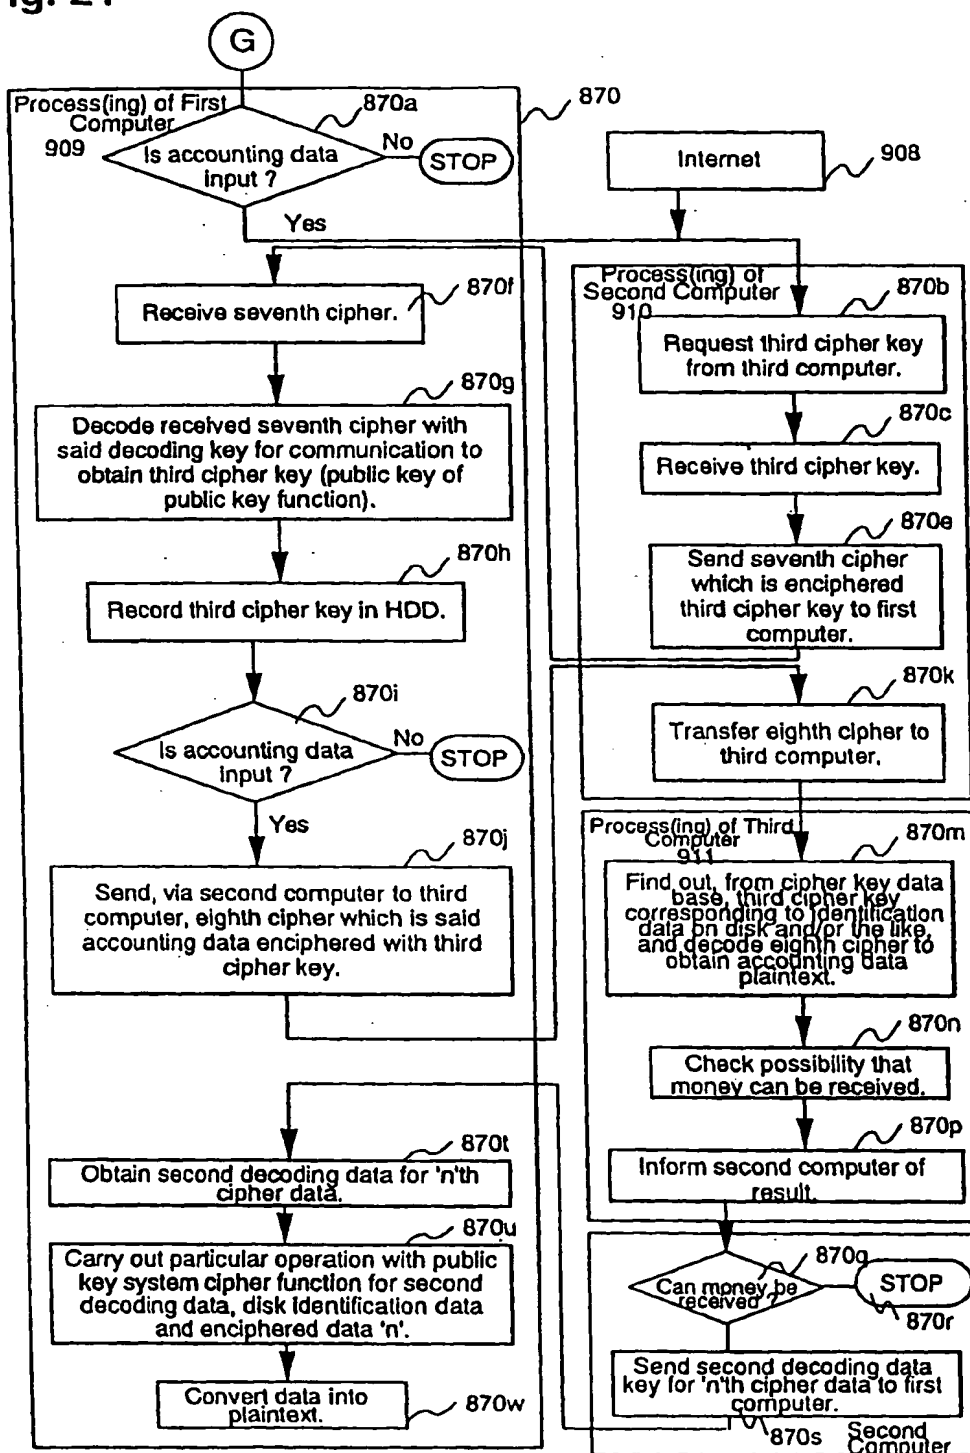 G
Process(ing) of First
Computer
909
870a
870
Is accounting data
input ?
No
STOP
Yes
Internet
908
870f
Receive seventh cipher.
870g
Decode received seventh cipher with
said decoding key for communication to
obtain third cipher key (public key of
public key function).
870h
Record third cipher key in HDD.
870i
Is accounting data
input ?
No
STOP
Yes
870j
Send, via second computer to third
computer, eighth cipher which is said
accounting data enciphered with third
cipher key.
870t
Obtain second decoding data for 'n'th
cipher data.
870u
Carry out particular operation with public
key system cipher function for second
decoding data, disk identification data
and enciphered data 'n'.
Convert data into
plaintext.
870w
Process(ing) of
Second Computer
910
870b
Request third cipher key
from third computer.
870c
Receive third cipher key.
870e
Send seventh cipher
which is enciphered
third cipher key to first
computer.
870k
Transfer eighth cipher to
third computer.
Process(ing) of Third
Computer
911
870m
Find out, from cipher key data
base, third cipher key
corresponding to identification
data on disk and/or the like,
and decode eighth cipher to
obtain accounting data
plaintext.
870n
Check possibility that
money can be received.
870p
Inform second computer of
result.
870q
Can money be
received ?
STOP
870r
Send second decoding data
key for 'n'th cipher data to first
computer.
870s
Second
Computer